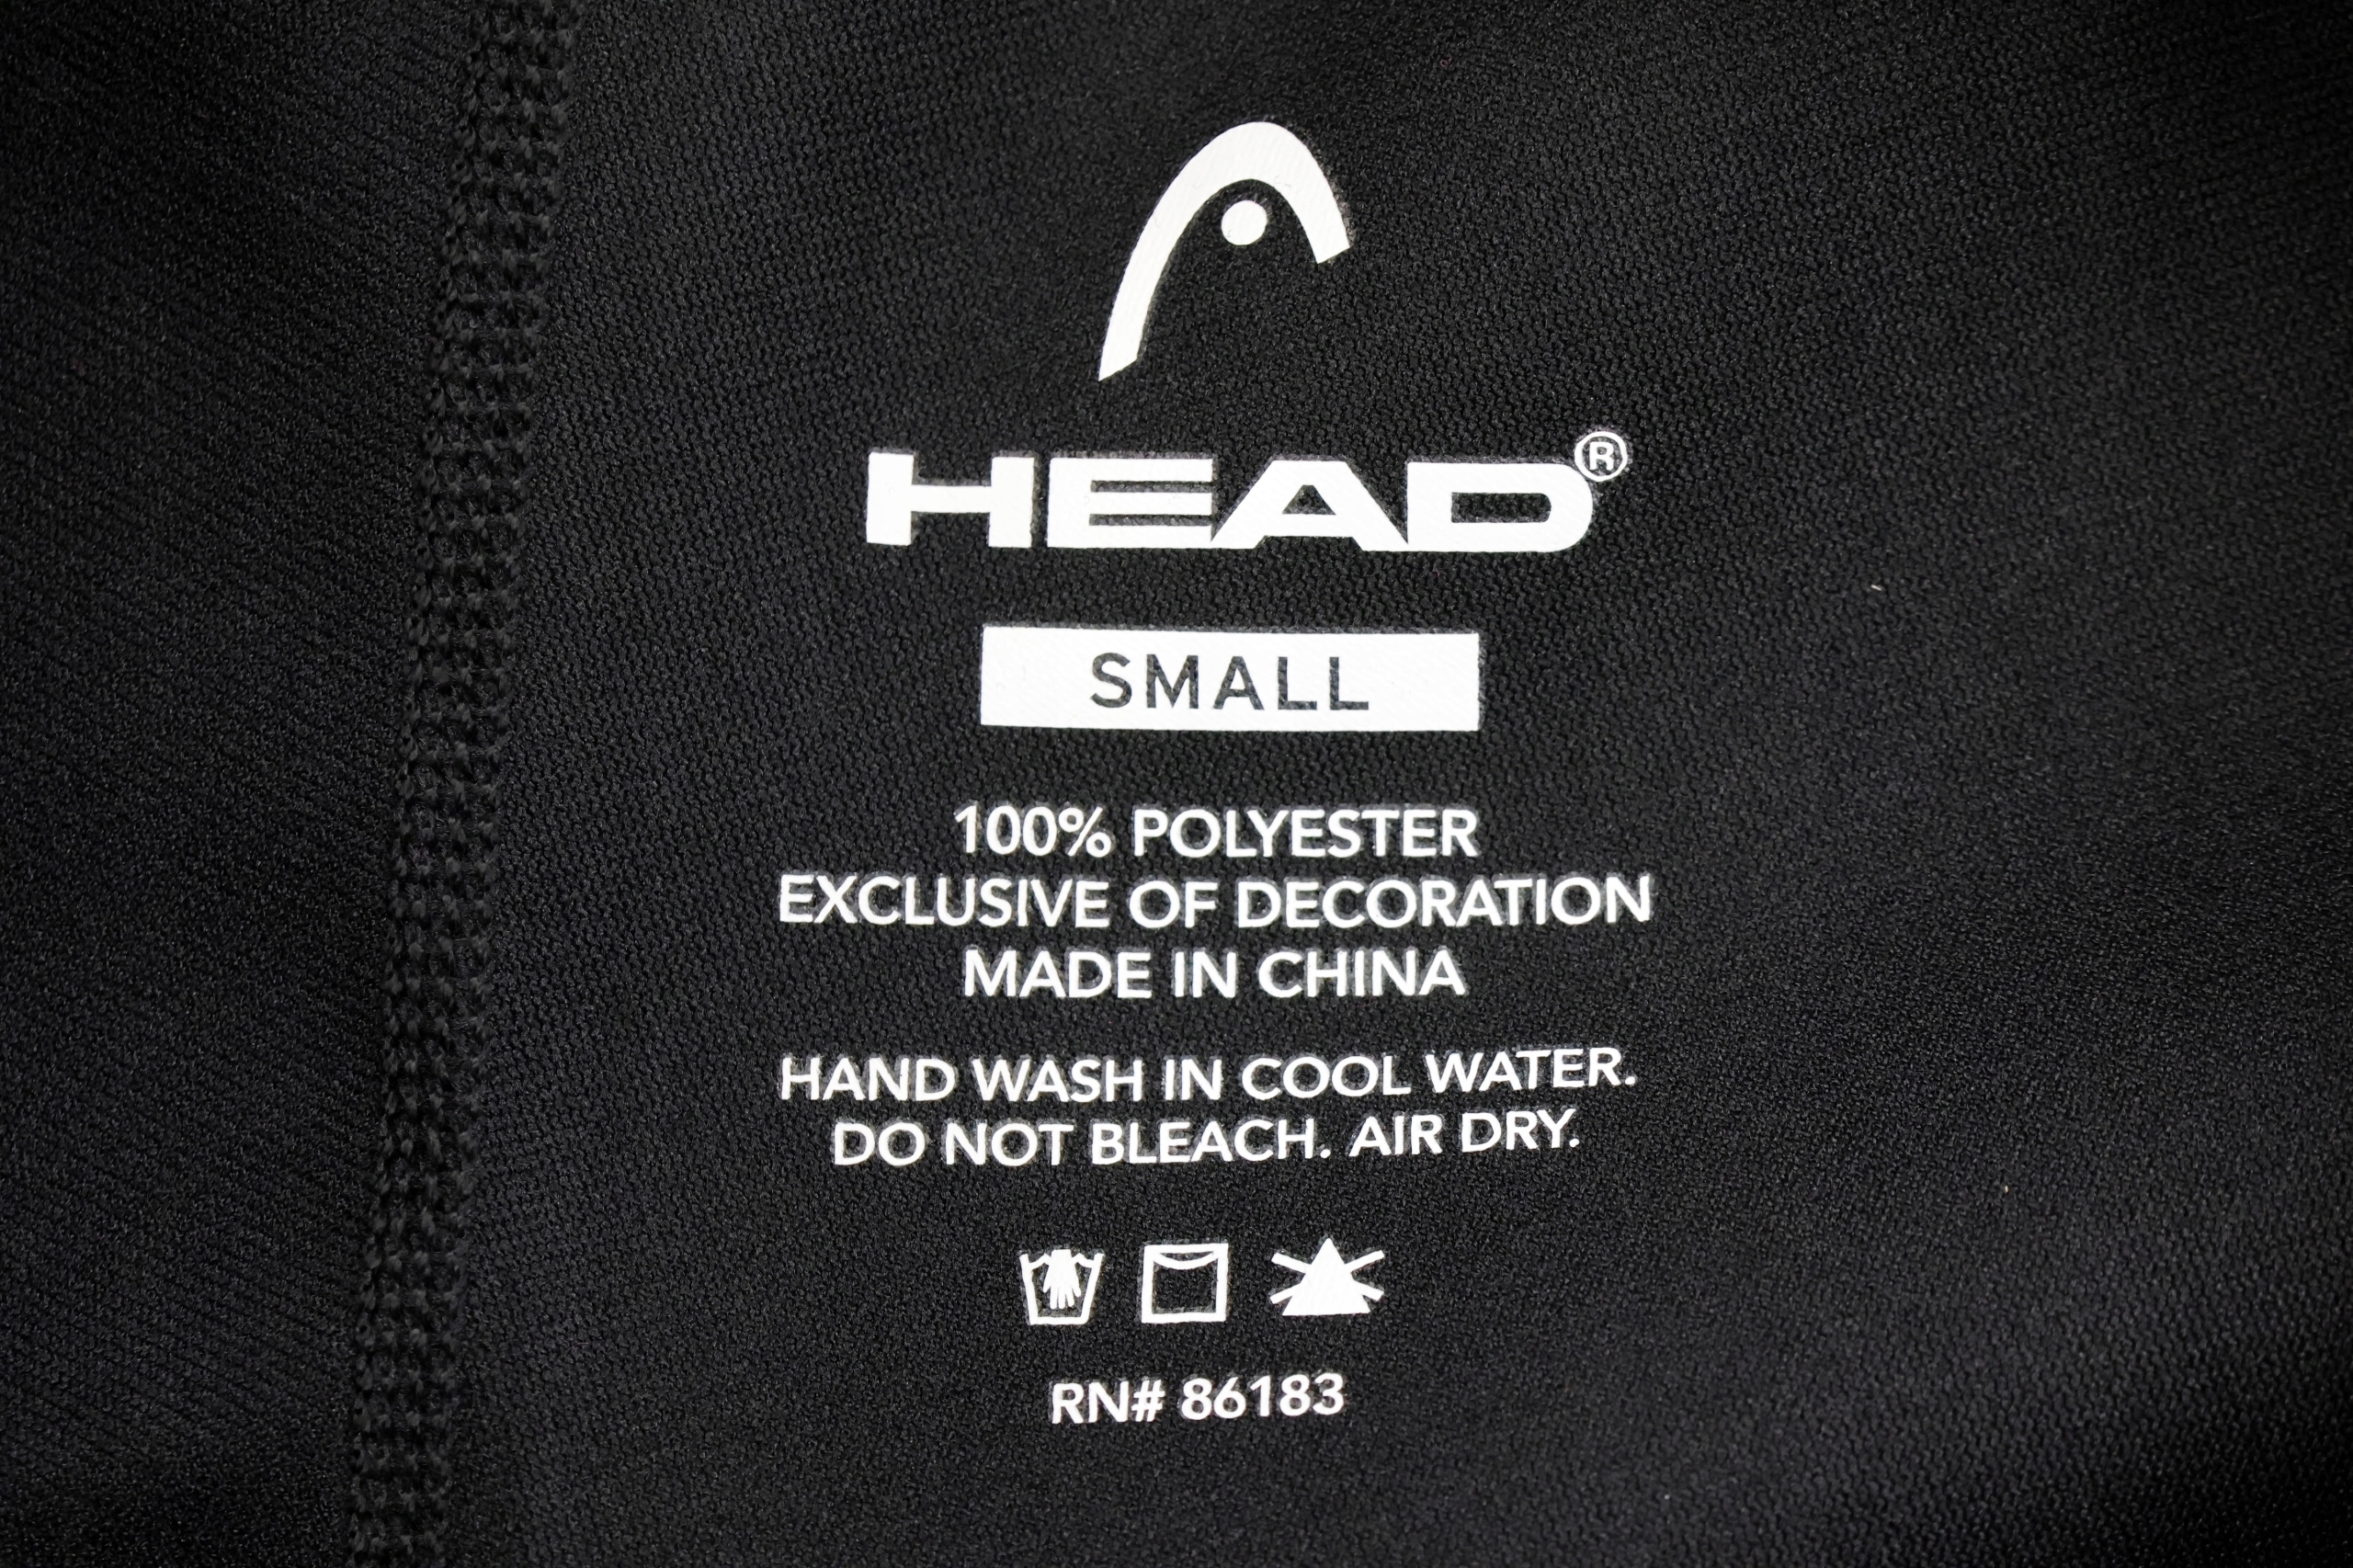 HEAD®
SMALL
100% POLYESTER
EXCLUSIVE OF DECORATION
MADE IN CHINA
HAND WASH IN COOL WATER.
DO NOT BLEACH. AIR DRY.
RN# 86183